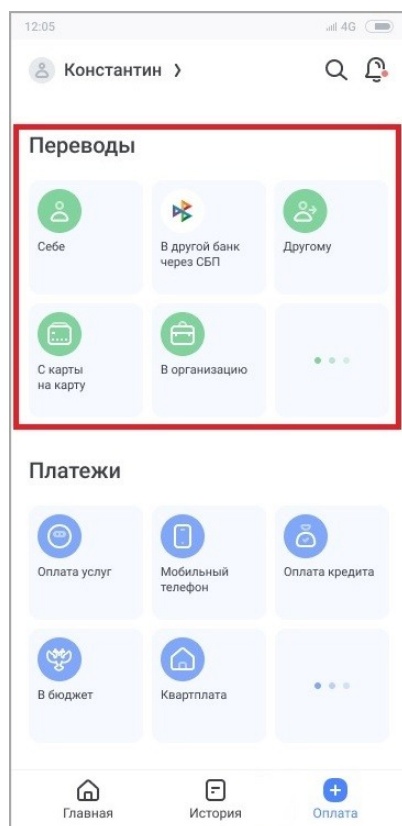 12:05
4G
Константин
Переводы
Себе
В другой банк
через СБП
Другому
С карты
на карту
В организацию
Платежи
Оплата услуг
Мобильный
телефон
Оплата кредита
В бюджет
Квартплата
Главная
История
Оплата